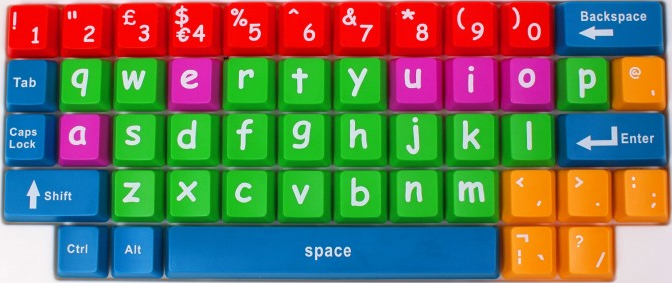 ! 1 " 2 £ 3 $ € 4 % 5 ^ 6 & 7 * 8 ( 9 ) 0 Backspace
Tab q w e r t y u i o p @ '
Caps Lock a s d f g h j k l Enter
Shift z x c v b n m < , > . : ;
Ctrl Alt space ¬ ¦ ` ? /